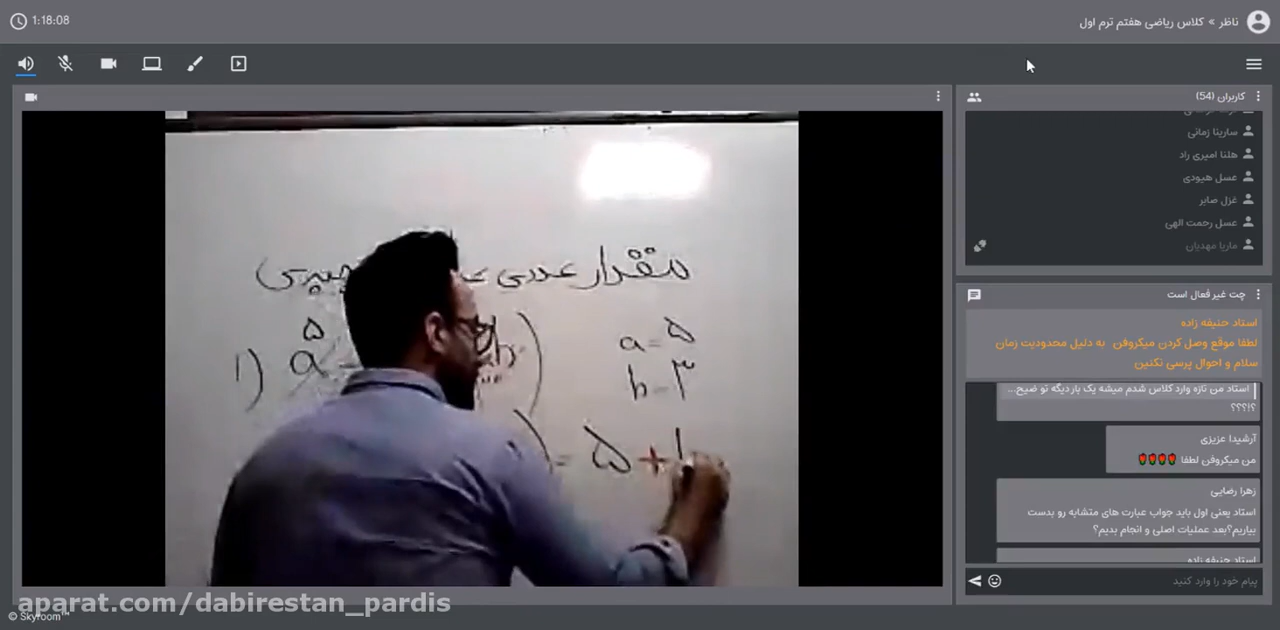 1:18:08
ناظر » کلاس ریاضی هفتم ترم اول
کاربران (54)
سارینا زمانی
هلنا امیری راد
عسل هیودی
غزل صابر
عسل رحمت الهی
ماریا مهدیان
چت غیر فعال است
استاد حنیفه زاده
لطفا موقع وصل کردن میکروفن به دلیل محدودیت زمان
سلام و احوال پرسی نکنین
استاد من تازه وارد کلاس شدم میشه یک بار دیگه تو ضیح...
؟!؟؟؟
آرشیدا عزیزی
من میکروفن لطفا
زهرا رضایی
استاد یعنی اول باید جواب عبارت های متشابه رو بدست
بیاریم؟بعد عملیات اصلی و انجام بدیم؟
استاد حنیفه زاده
پیام خود را وارد کنید
مقدار عددی
۵
1) a
a = ۵
b = ۳
) = ۵ + 1
aparat.com/dabirestan_pardis
© Skyroom™